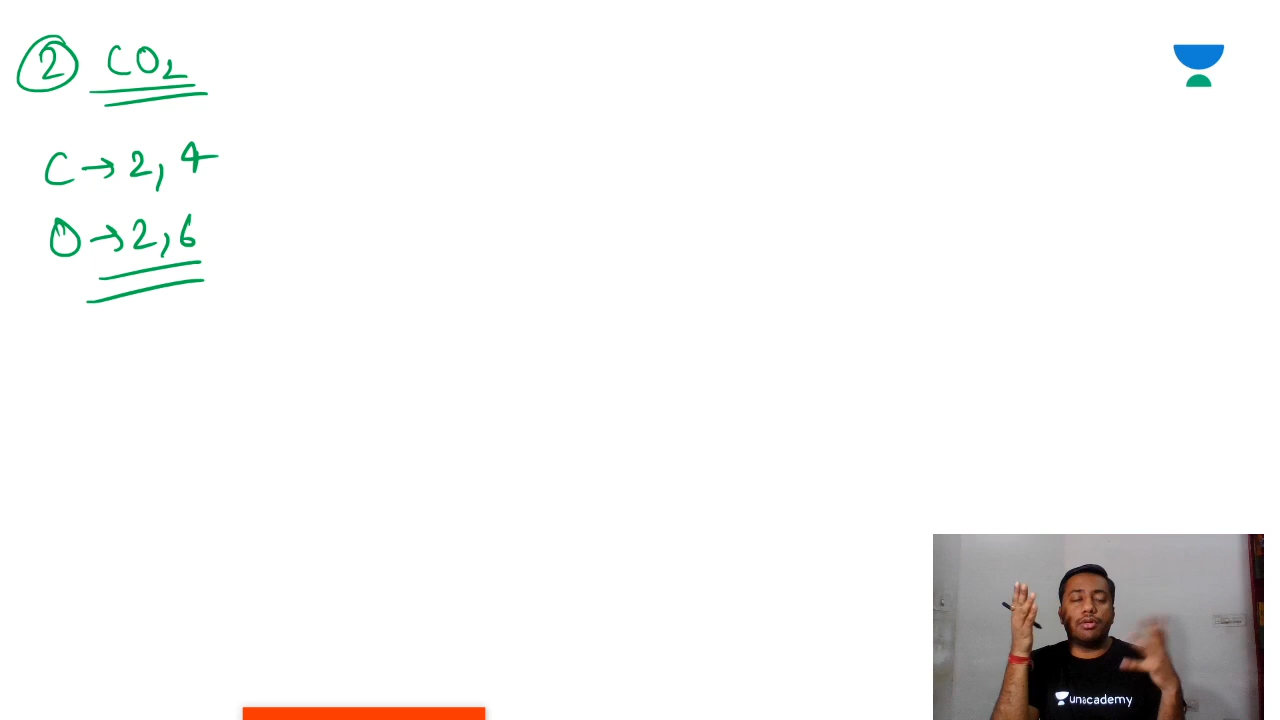 2 CO₂
C → 2, 4
O → 2, 6
unacademy